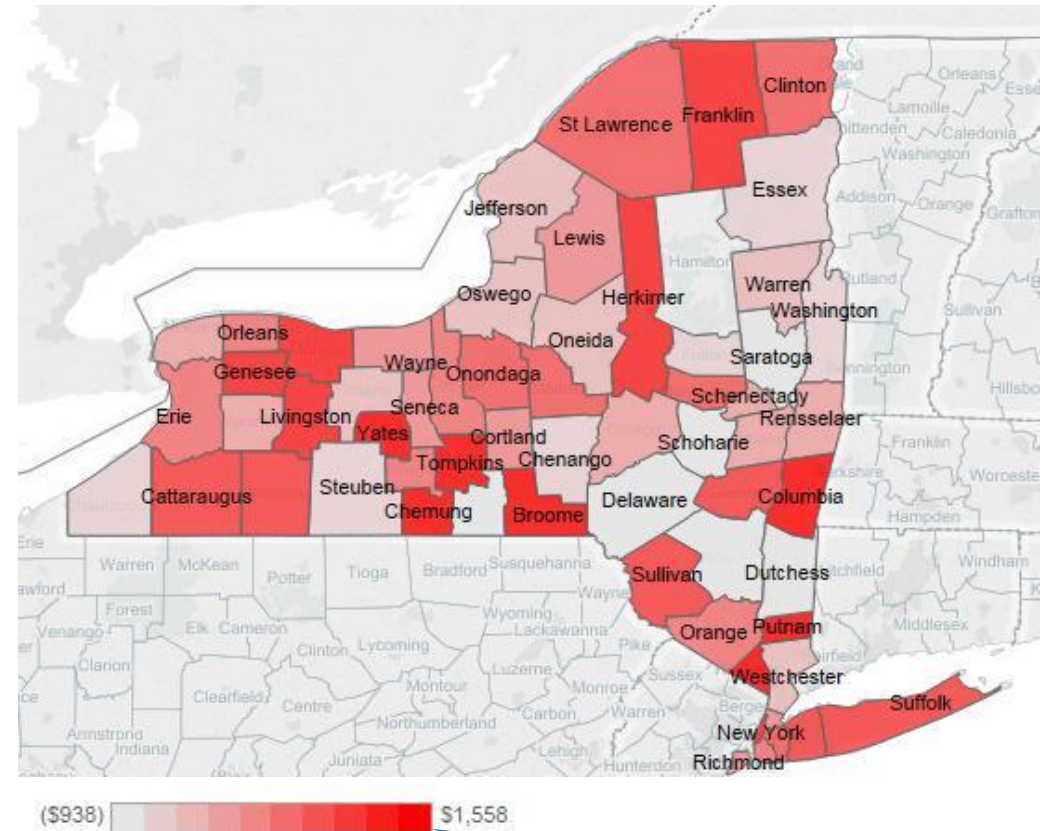 Orleans
Clinton
Lamoille
Franklin
St Lawrence
Caledonia
Washington
Essex
Addison
Orange
Grafton
Jefferson
Lewis
Hamilton
Rutland
Warren
Oswego
Herkimer
Washington
Sullivan
Orleans
Oneida
Wayne
Saratoga
Genesee
Onondaga
Schenectady
Erie
Livingston
Seneca
Rensselaer
Yates
Cortland
Schoharie
Franklin
Tompkins
Chenango
Cattaraugus
Steuben
Delaware
Columbia
Chemung
Broome
Hampden
Erie
Warren
McKean
Potter
Tioga
Bradford
Susquehanna
Sullivan
Dutchess
Windham
Wayne
Forest
Wyoming
Venango
Elk
Cameron
Lackawanna
Orange
Putnam
Middlesex
Clinton
Lycoming
Pike
Clarion
Luzerne
Sussex
Westchester
Montour
Monroe
Clearfield
Centre
Suffolk
Carbon
Warren
Northumberland
Armstrong
New York
Indiana
Juniata
Lehigh
Hunterdon
Richmond
($938)
$1,558